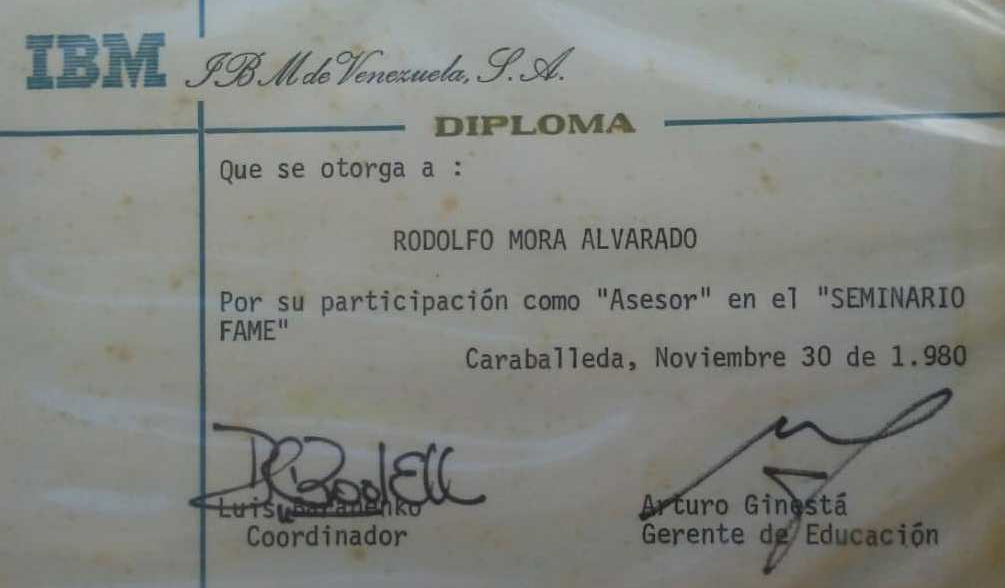 IBM IBM de Venezuela, S. A.
DIPLOMA
Que se otorga a :
RODOLFO MORA ALVARADO
Por su participación como "Asesor" en el "SEMINARIO
FAME"
Caraballeda, Noviembre 30 de 1.980
Luis Arturo Ginestá
Coordinador Gerente de Educación